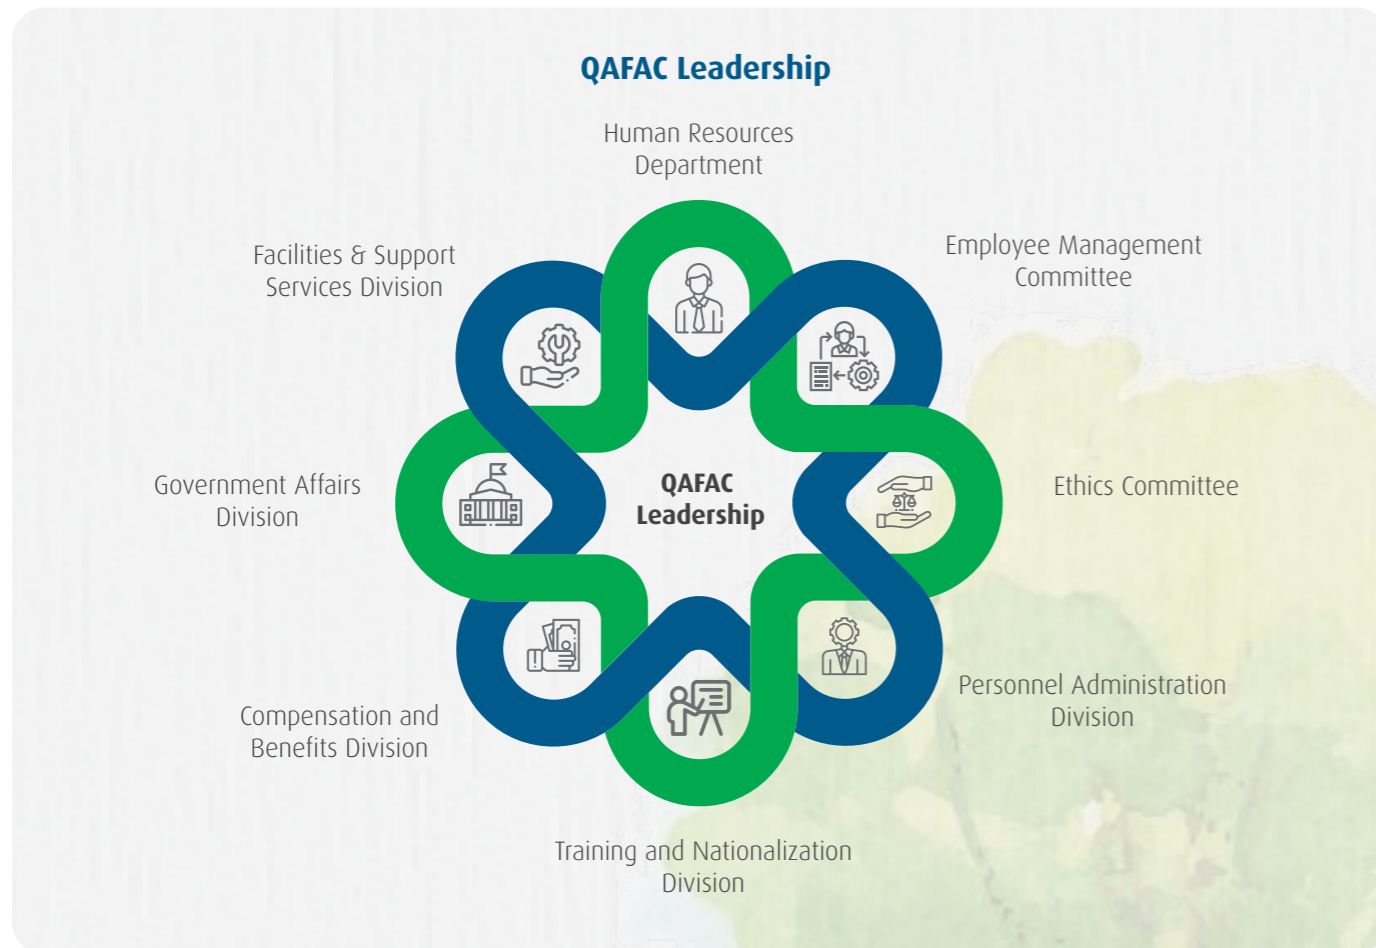 QAFAC Leadership
Human Resources
Department
Facilities & Support
Services Division
Employee Management
Committee
Government Affairs
Division
QAFAC
Leadership
Ethics Committee
Compensation and
Benefits Division
Personnel Administration
Division
Training and Nationalization
Division